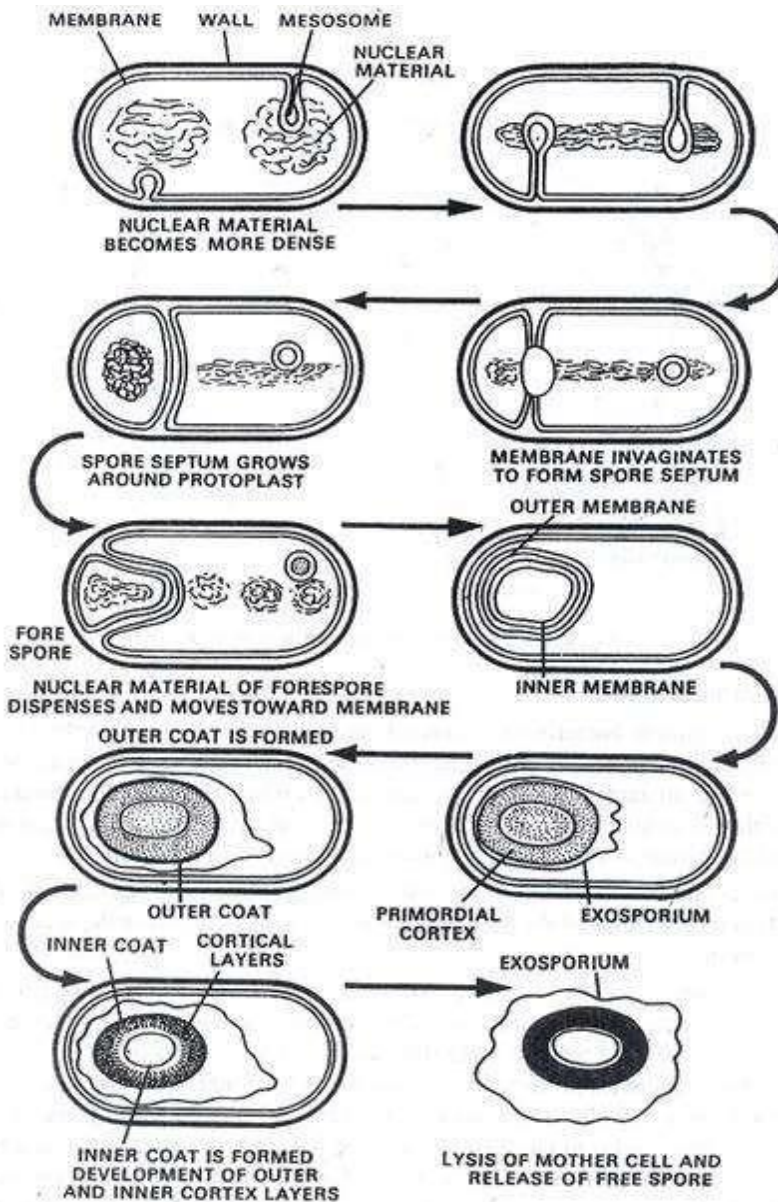 MEMBRANE WALL MESOSOME
NUCLEAR
MATERIAL
NUCLEAR MATERIAL
BECOMES MORE DENSE
SPORE SEPTUM GROWS
AROUND PROTOPLAST
MEMBRANE INVAGINATES
TO FORM SPORE SEPTUM
OUTER MEMBRANE
FORE
SPORE
INNER MEMBRANE
NUCLEAR MATERIAL OF FORESPORE
DISPENSES AND MOVES TOWARD MEMBRANE
OUTER COAT IS FORMED
OUTER COAT
PRIMORDIAL
CORTEX
EXOSPORIUM
INNER COAT
CORTICAL
LAYERS
EXOSPORIUM
INNER COAT IS FORMED
DEVELOPMENT OF OUTER
AND INNER CORTEX LAYERS
LYSIS OF MOTHER CELL AND
RELEASE OF FREE SPORE